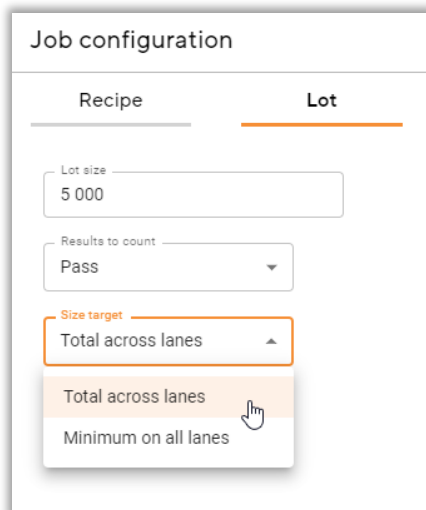 Job configuration
Recipe
Lot
Lot size
5 000
Results to count
Pass
Size target
Total across lanes
Total across lanes
Minimum on all lanes